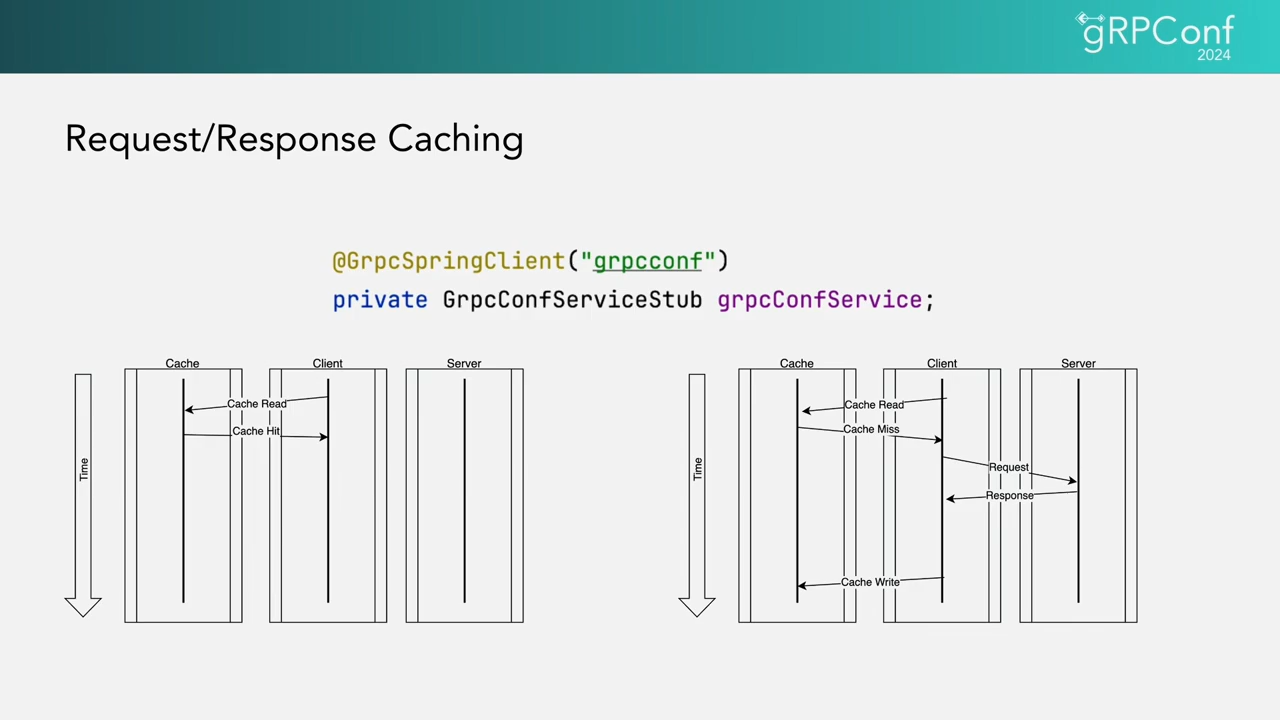 gRPConf
2024
Request/Response Caching
@GrpcSpringClient("grpcconf")
private GrpcConfServiceStub grpcConfService;
Cache
Client
Server
Time
Cache Read
Cache Hit
Cache
Client
Server
Time
Cache Read
Cache Miss
Request
Response
Cache Write